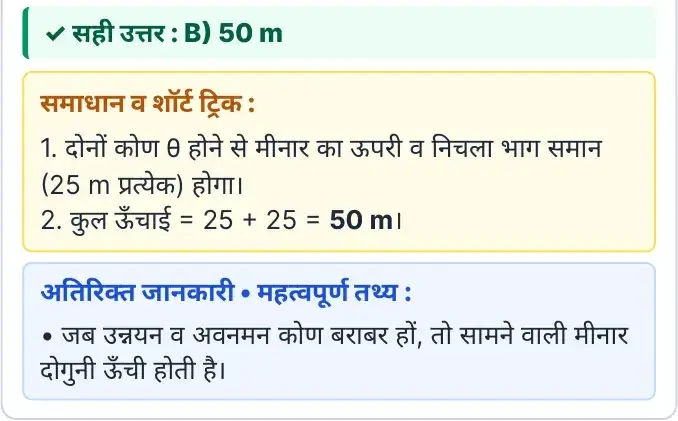 ✓ सही उत्तर : B) 50 m
समाधान व शॉर्ट ट्रिक :
1. दोनों कोण θ होने से मीनार का ऊपरी व निचला भाग समान
(25 m प्रत्येक) होगा।
2. कुल ऊँचाई = 25 + 25 = 50 m।
अतिरिक्त जानकारी • महत्वपूर्ण तथ्य :
• जब उन्नयन व अवनमन कोण बराबर हों, तो सामने वाली मीनार
दोगुनी ऊँची होती है।